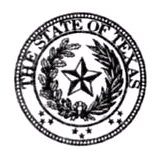 THE STATE OF TEXAS